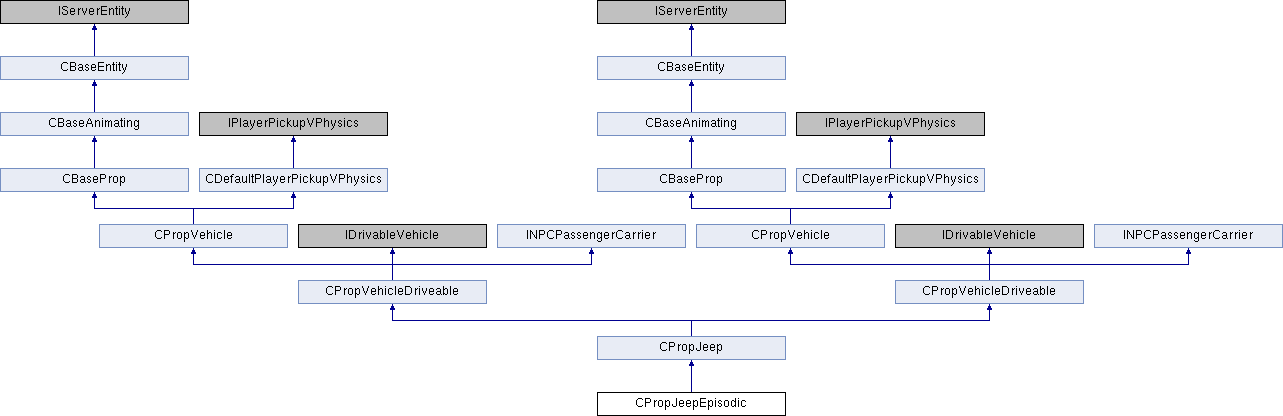 IServerEntity
IServerEntity
CBaseEntity
CBaseEntity
CBaseAnimating
IPlayerPickupVPhysics
CBaseAnimating
IPlayerPickupVPhysics
CBaseProp
CDefaultPlayerPickupVPhysics
CBaseProp
CDefaultPlayerPickupVPhysics
CPropVehicle
IDrivableVehicle
INPCPassengerCarrier
CPropVehicle
IDrivableVehicle
INPCPassengerCarrier
CPropVehicleDriveable
CPropVehicleDriveable
CPropJeep
CPropJeepEpisodic